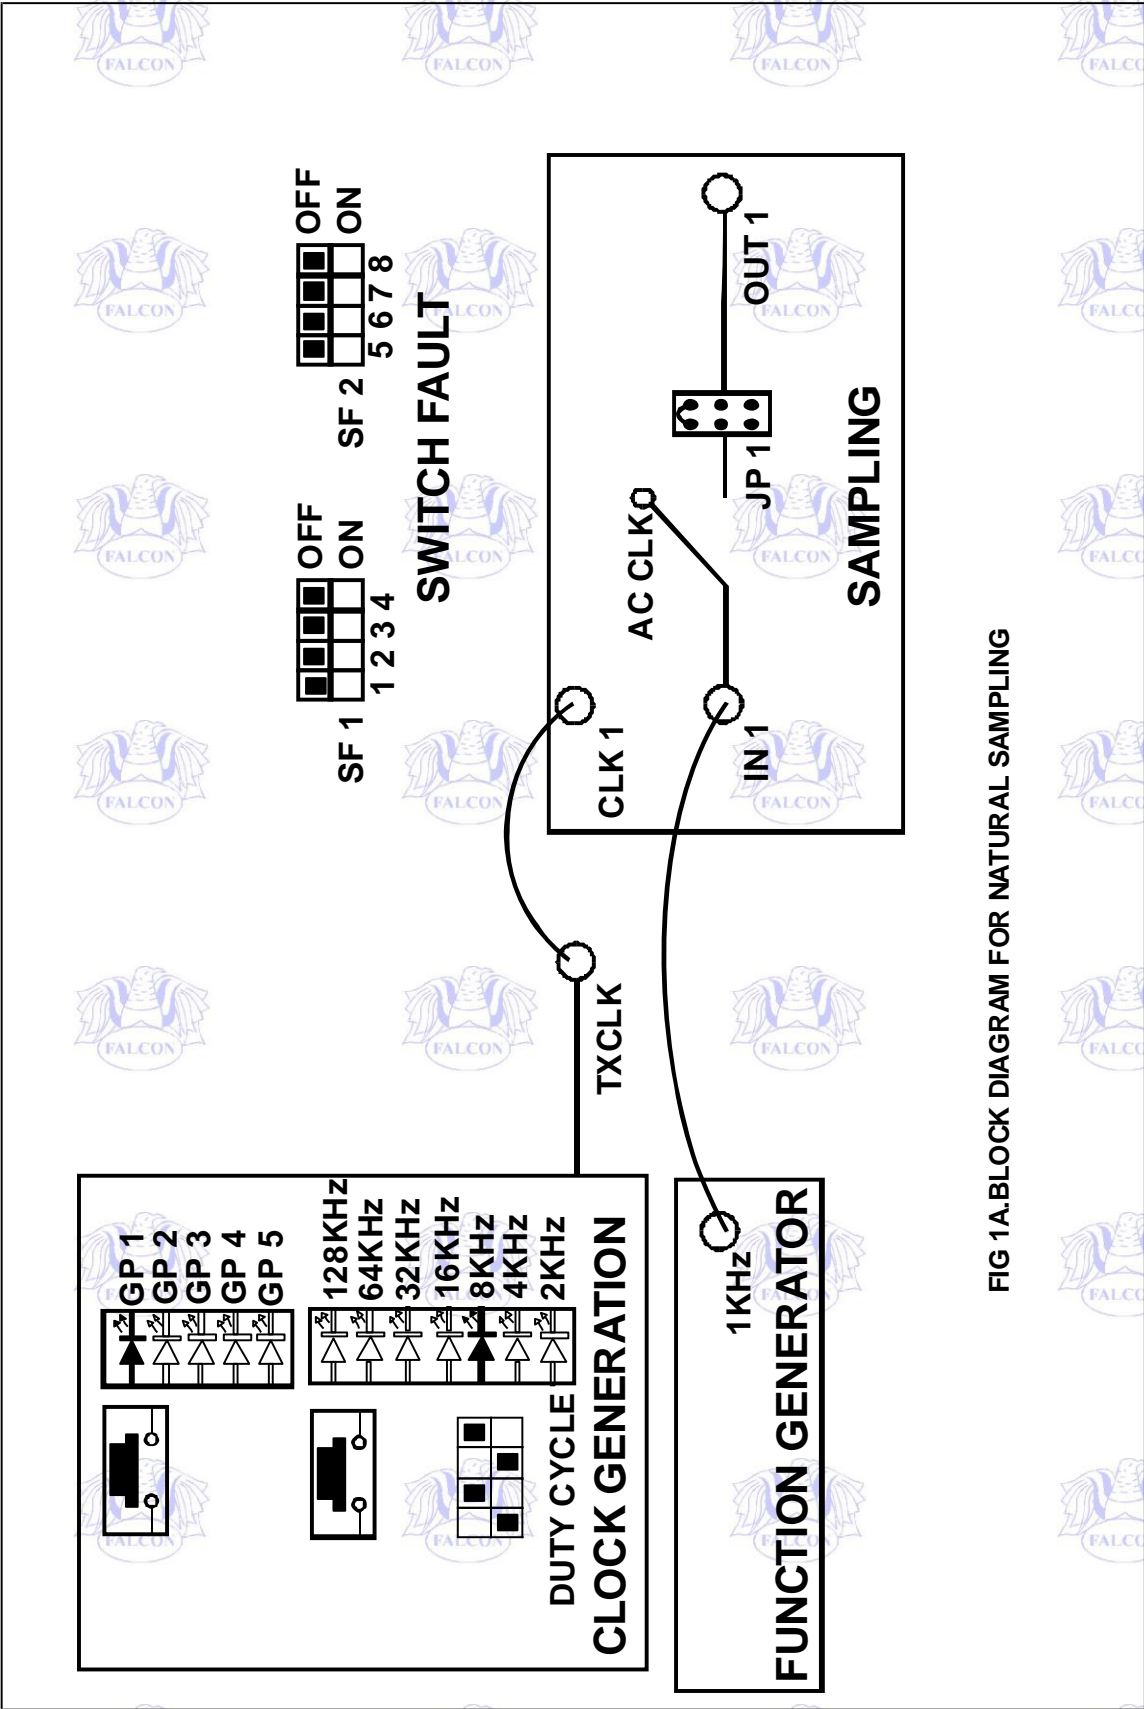 GP 1
GP 2
GP 3
GP 4
GP 5
128KHz
64KHz
32KHz
16KHz
8KHz
4KHz
2KHz
DUTY CYCLE
CLOCK GENERATION
TXCLK
1KHz
FUNCTION GENERATOR
SF 1
OFF
ON
1 2 3 4
SF 2
OFF
ON
5 6 7 8
SWITCH FAULT
CLK 1
AC CLK
IN 1
JP 1
OUT 1
SAMPLING
FIG 1A.BLOCK DIAGRAM FOR NATURAL SAMPLING
FALCON